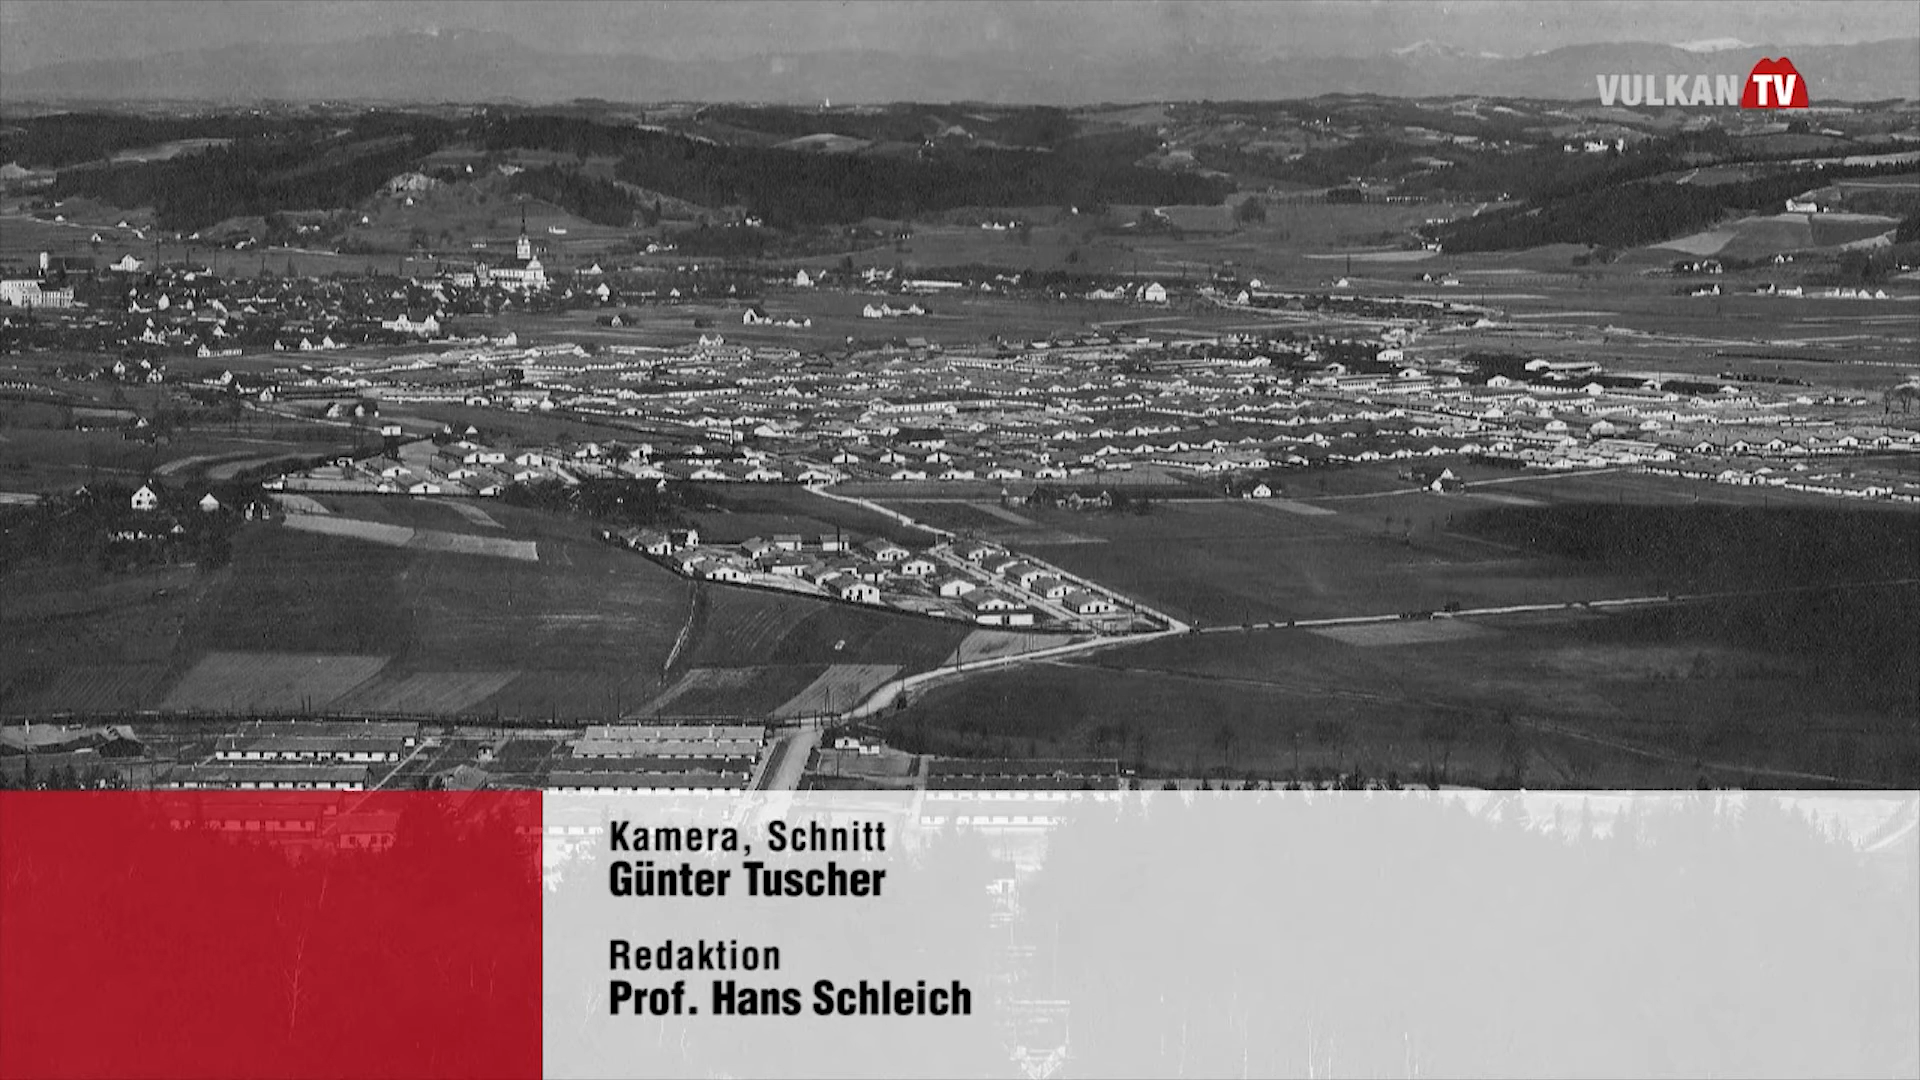 VULKAN TV
Kamera, Schnitt
Günter Tuscher
Redaktion
Prof. Hans Schleich